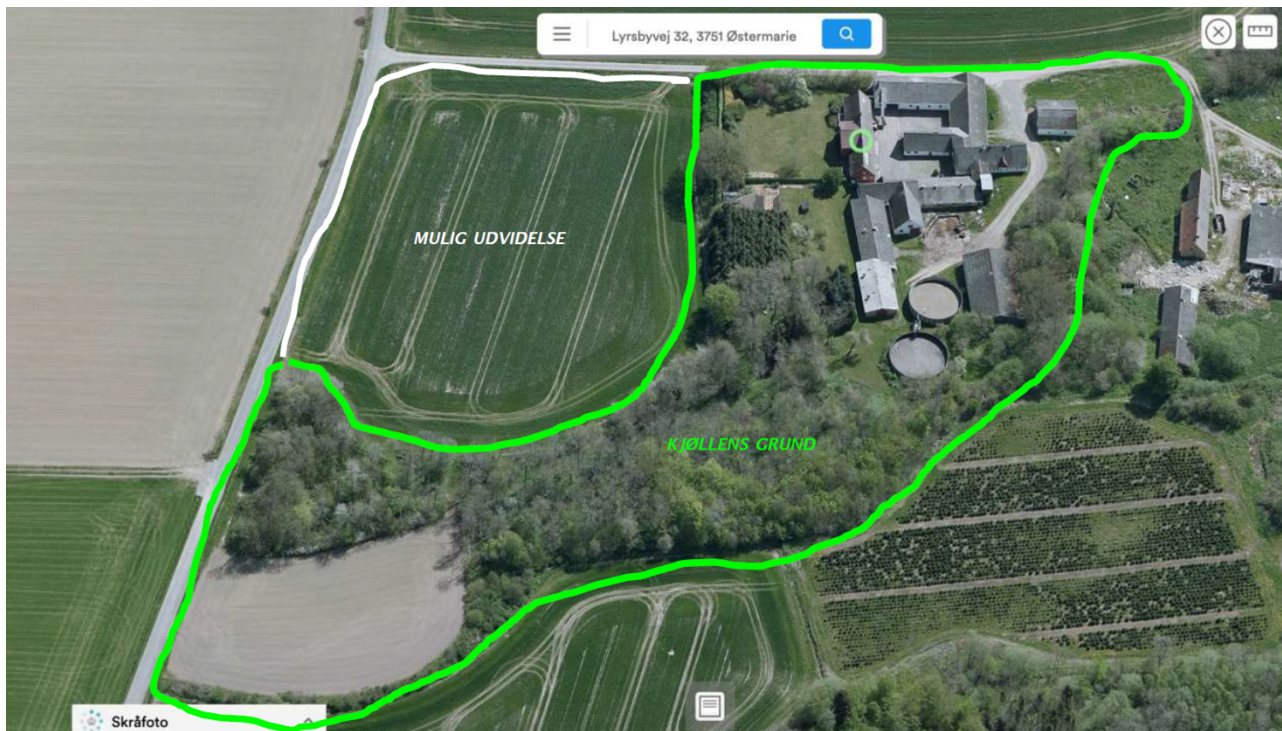 Lyrsbyvej 32, 3751 Østermarie
MULIG UDVIDELSE
KJØLLENS GRUND
Skråfoto